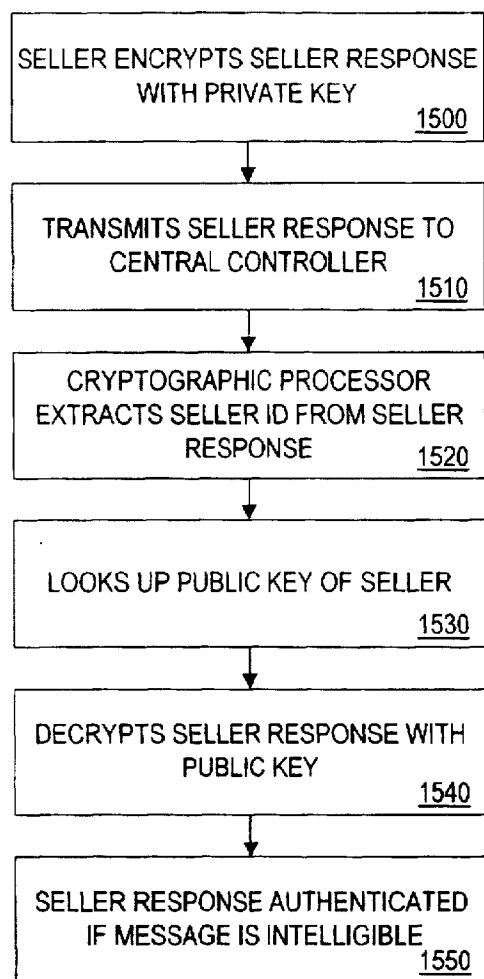 SELLER ENCRYPTS SELLER RESPONSE
WITH PRIVATE KEY
1500
TRANSMITS SELLER RESPONSE TO
CENTRAL CONTROLLER
1510
CRYPTOGRAPHIC PROCESSOR
EXTRACTS SELLER ID FROM SELLER
RESPONSE
1520
LOOKS UP PUBLIC KEY OF SELLER
1530
DECRYPTS SELLER RESPONSE WITH
PUBLIC KEY
1540
SELLER RESPONSE AUTHENTICATED
IF MESSAGE IS INTELLIGIBLE
1550